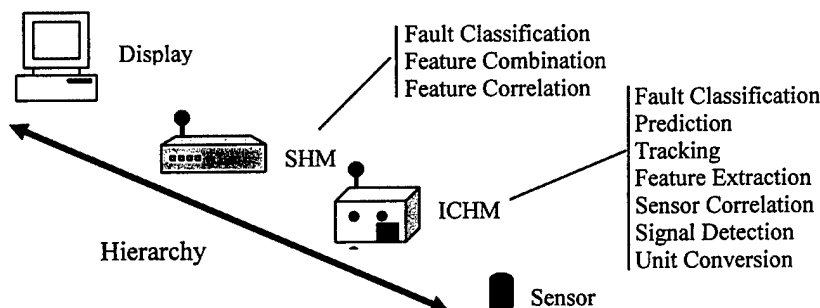 Display
Fault Classification
Feature Combination
Feature Correlation
SHM
Fault Classification
Prediction
Tracking
Feature Extraction
Sensor Correlation
Signal Detection
Unit Conversion
ICHM
Hierarchy
Sensor